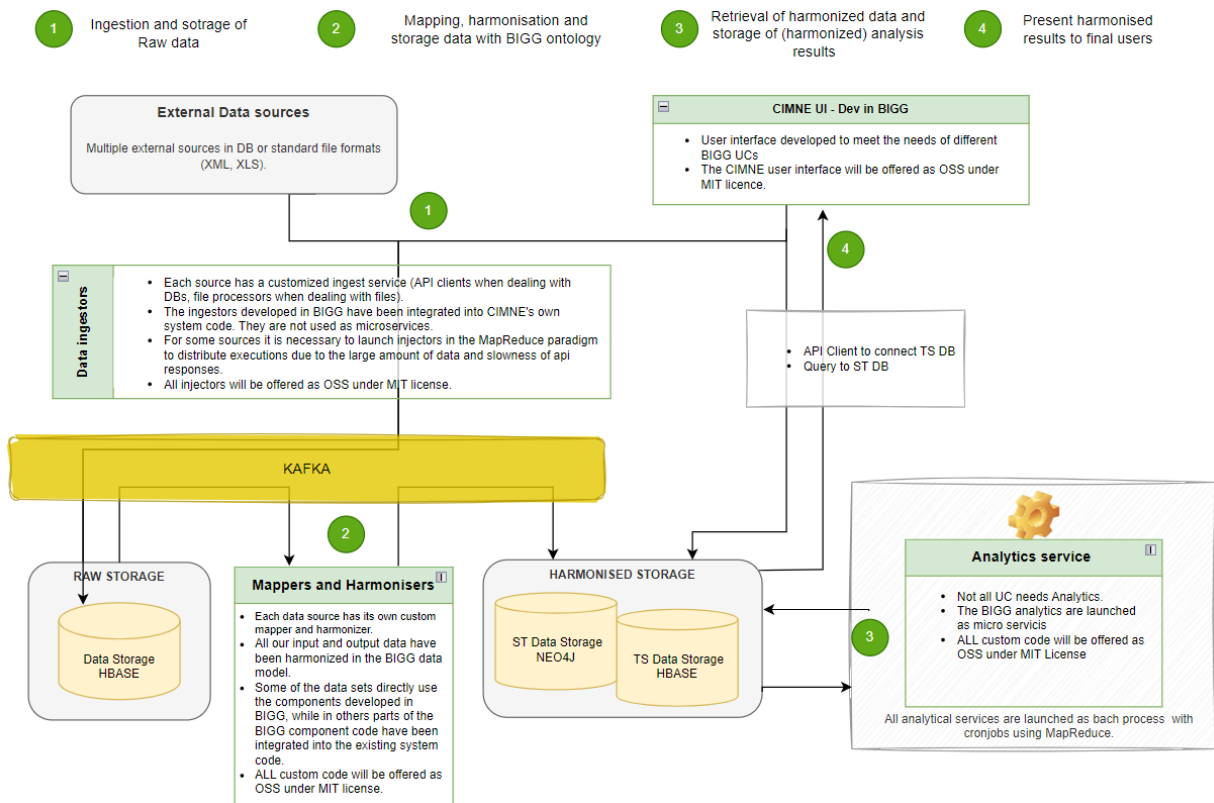 1
Ingestion and sotrage of
Raw data
2
Mapping, harmonisation and
storage data with BIGG ontology
3
Retrieval of harmonized data and
storage of (harmonized) analysis
results
4
Present harmonised
results to final users
External Data sources
Multiple external sources in DB or standard file formats
(XML, XLS).
CIMNE UI - Dev in BIGG
• User interface developed to meet the needs of different
BIGG UCs
• The CIMNE user interface will be offered as OSS under
MIT licence.
1
4
Data ingestors
• Each source has a customized ingest service (API clients when dealing with
DBs, file processors when dealing with files).
• The ingestors developed in BIGG have been integrated into CIMNE's own
system code. They are not used as microservices.
• For some sources it is necessary to launch injectors in the MapReduce paradigm
to distribute executions due to the large amount of data and slowness of api
responses.
• All injectors will be offered as OSS under MIT license.
• API Client to connect TS DB
• Query to ST DB
KAFKA
2
RAW STORAGE
Data Storage
HBASE
Mappers and Harmonisers
• Each data source has its own custom
mapper and harmonizer.
• All our input and output data have
been harmonized in the BIGG data
model.
• Some of the data sets directly use
the components developed in
BIGG, while in others parts of the
BIGG component code have been
integrated into the existing system
code.
• ALL custom code will be offered as
OSS under MIT license.
HARMONISED STORAGE
ST Data Storage
NEO4J
TS Data Storage
HBASE
3
Analytics service
• Not all UC needs Analytics.
• The BIGG analytics are launched
as micro servicis
• ALL custom code will be offered as
OSS under MIT License
All analytical services are launched as bach process with
cronjobs using MapReduce.